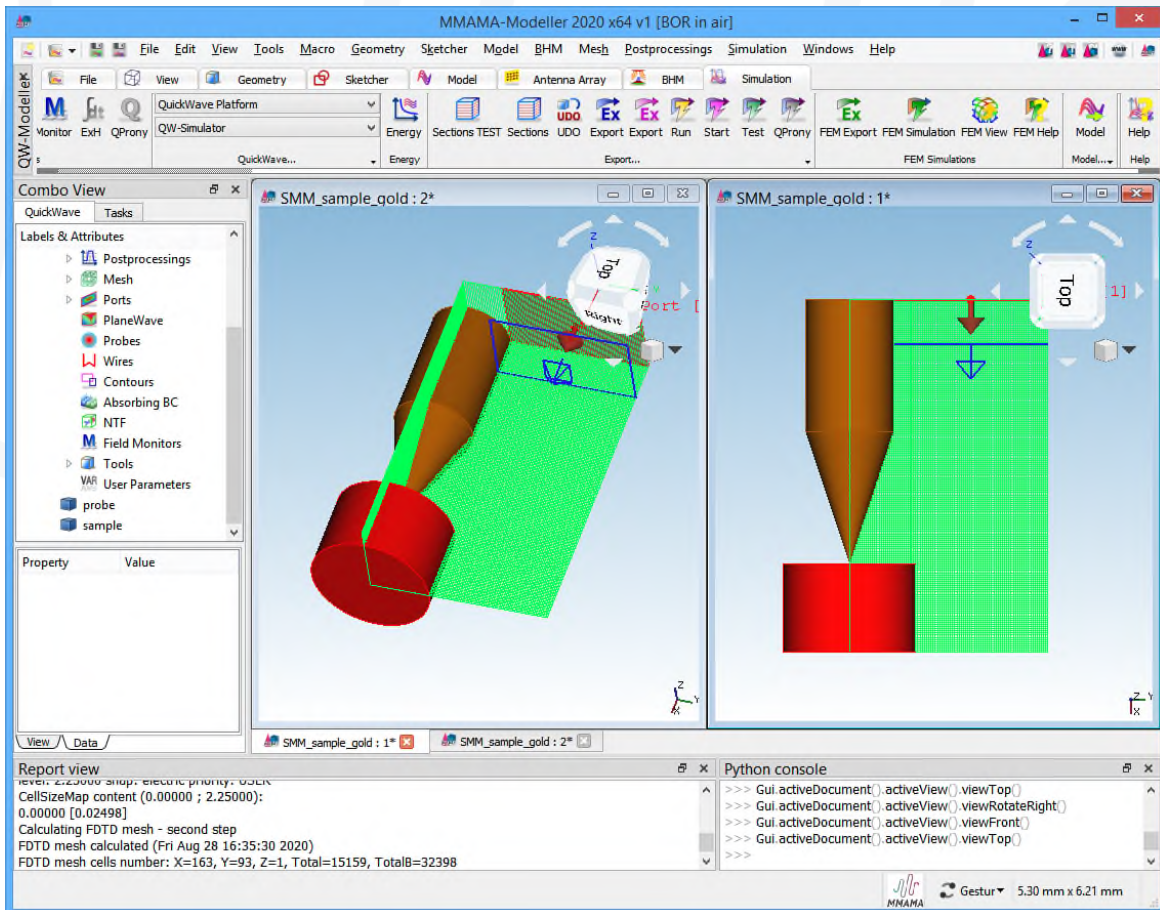 MMAMA-Modeller 2020 x64 v1 [BOR in air]
File Edit View Tools Macro Geometry Sketcher Model BHM Mesh Postprocessings Simulation Windows Help
File View Geometry Sketcher Model Antenna Array BHM Simulation
QW-Modeller
QuickWave Platform
QW-Simulator
Monitor ExH QProny Energy Sections TEST Sections UDO Export Export Run Start Test QProny FEM Export FEM Simulation FEM View FEM Help Model Help
s QuickWave... Energy Export... FEM Simulations Model... Help
Combo View
QuickWave Tasks
Labels & Attributes
Postprocessings
Mesh
Ports
PlaneWave
Probes
Wires
Contours
Absorbing BC
NTF
Field Monitors
Tools
VAR User Parameters
probe
sample
Property Value
View Data
SMM_sample_gold : 2*
Z
Top
Right
Port [
Z
Y
X
SMM_sample_gold : 1*
Z
Top
1]
Z
Y
X
SMM_sample_gold : 1* SMM_sample_gold : 2*
Report view
level: 2.25000 snap: electric priority: USER
CellSizeMap content (0.00000 ; 2.25000):
0.00000 [0.02498]
Calculating FDTD mesh - second step
FDTD mesh calculated (Fri Aug 28 16:35:30 2020)
FDTD mesh cells number: X=163, Y=93, Z=1, Total=15159, TotalB=32398
Python console
>>> Gui.activeDocument().activeView().viewTop()
>>> Gui.activeDocument().activeView().viewRotateRight()
>>> Gui.activeDocument().activeView().viewFront()
>>> Gui.activeDocument().activeView().viewTop()
>>>
MMAMA
Gestur 5.30 mm x 6.21 mm